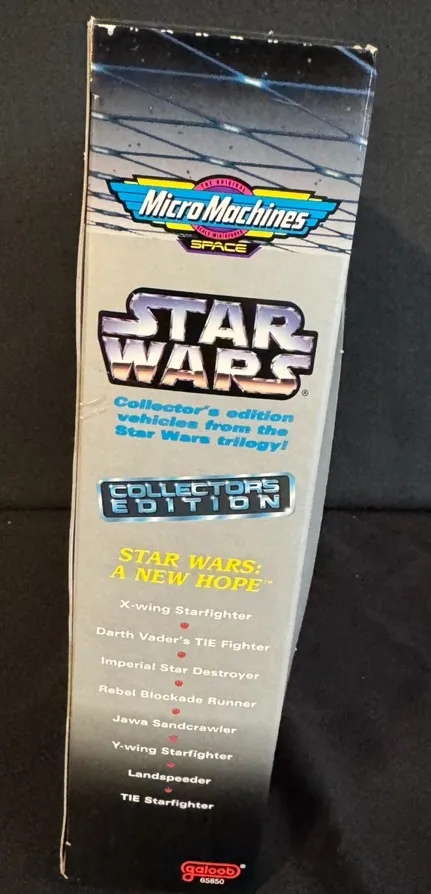 THE ORIGINAL
Micro Machines
SPACE
STAR
WARS®
Collector's edition
vehicles from the
Star Wars trilogy!
COLLECTORS
EDITION
STAR WARS:
A NEW HOPE™
X-wing Starfighter
Darth Vader's TIE Fighter
Imperial Star Destroyer
Rebel Blockade Runner
Jawa Sandcrawler
Y-wing Starfighter
Landspeeder
TIE Starfighter
galoob®
65850